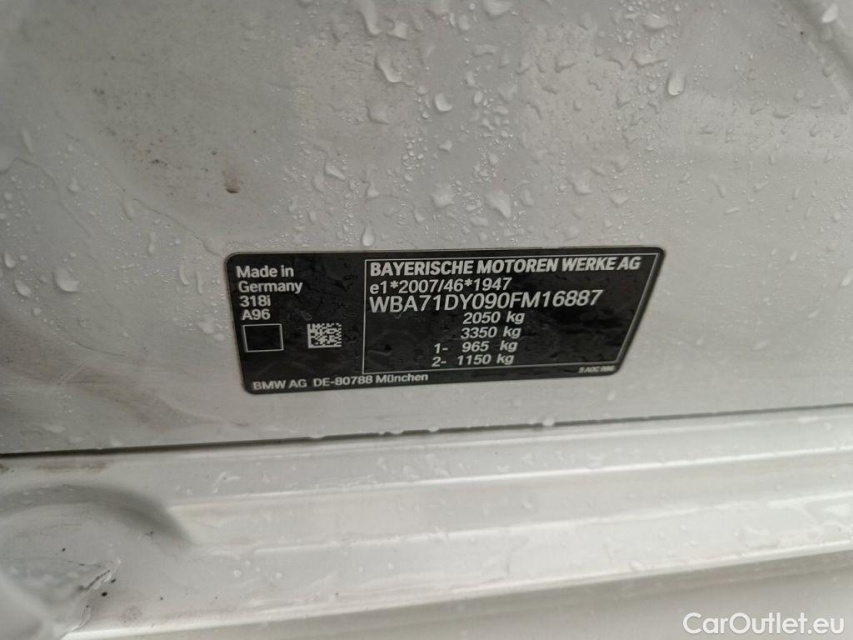 Made in
Germany
318i
A96
BAYERISCHE MOTOREN WERKE AG
e1*2007/46*1947
WBA71DY090FM16887
2050 kg
3350 kg
1- 965 kg
2- 1150 kg
BMW AG DE-80788 München
CarOutlet.eu